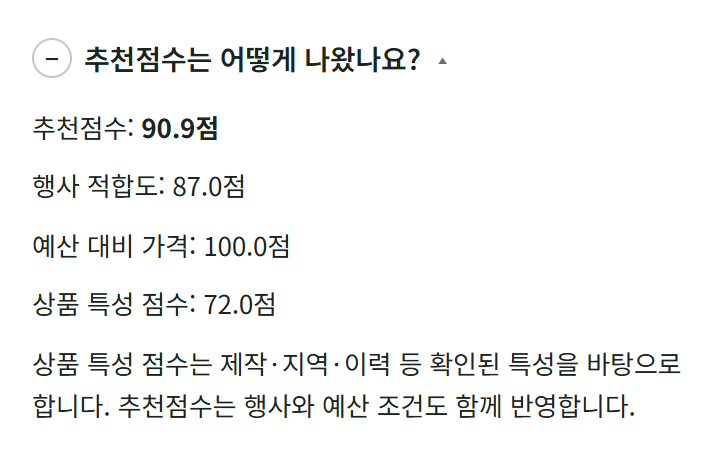 추천점수는 어떻게 나왔나요?
추천점수: 90.9점
행사 적합도: 87.0점
예산 대비 가격: 100.0점
상품 특성 점수: 72.0점
상품 특성 점수는 제작·지역·이력 등 확인된 특성을 바탕으로
합니다. 추천점수는 행사와 예산 조건도 함께 반영합니다.